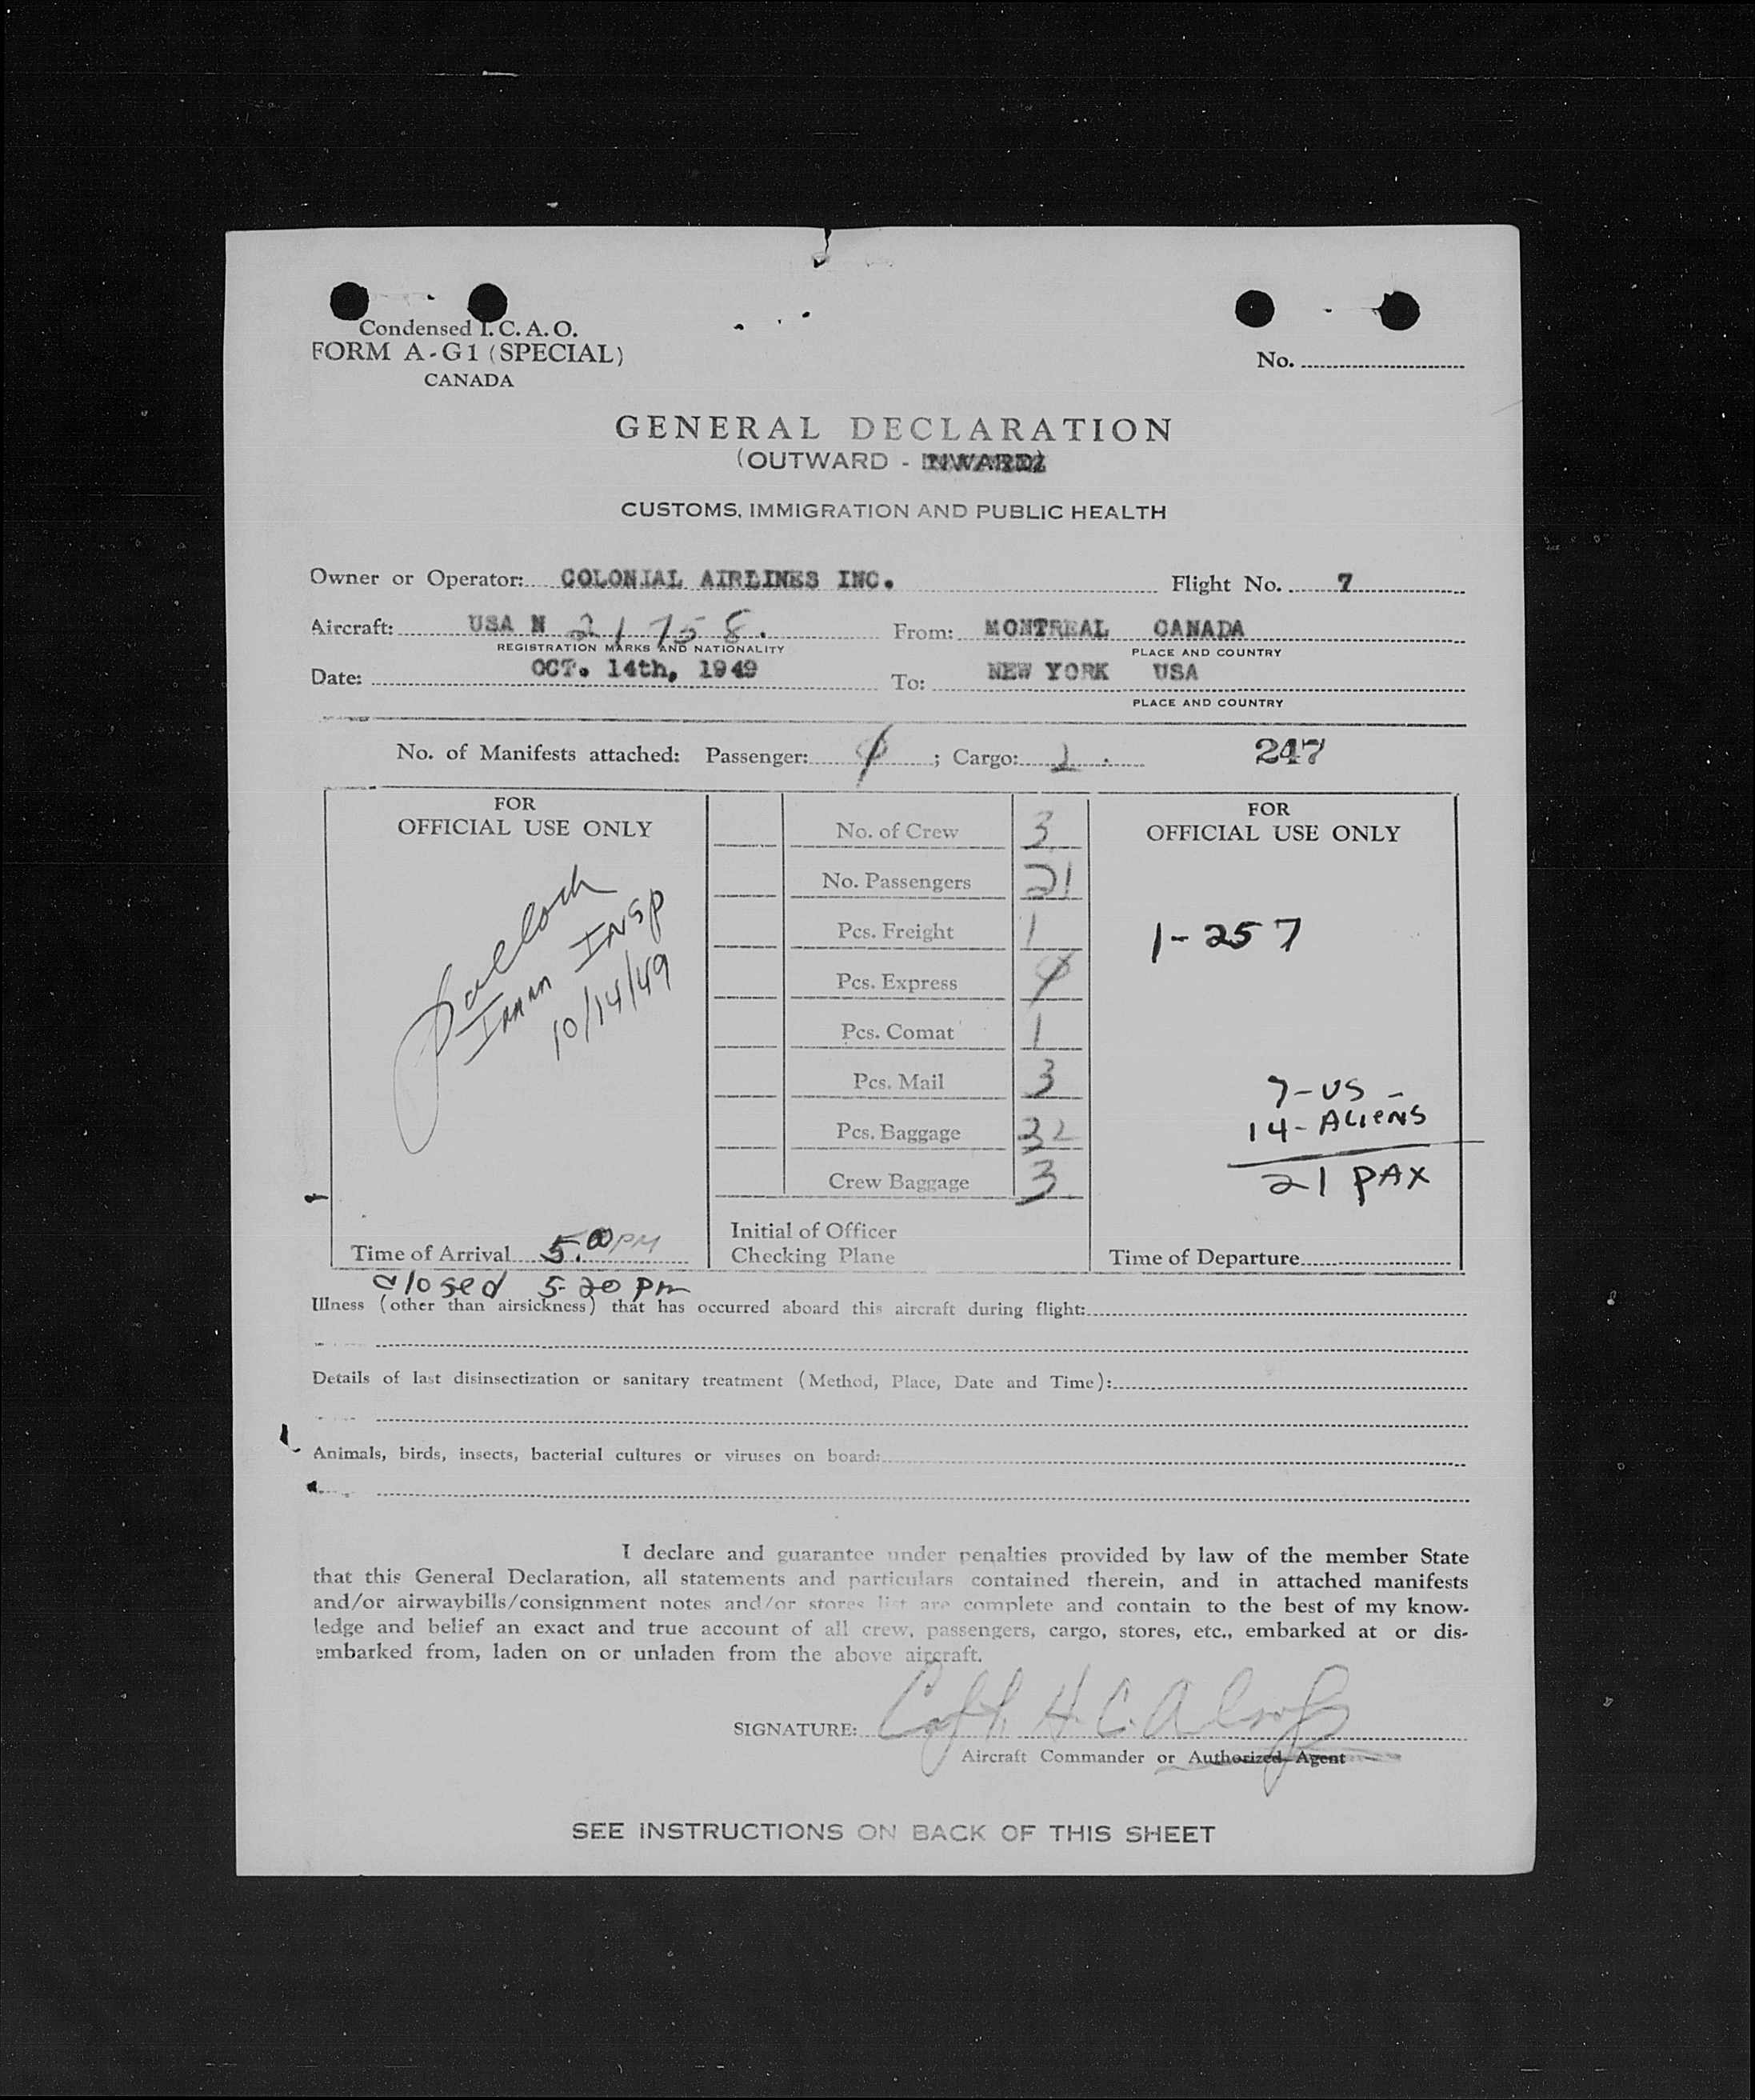 Condensed I.C.A.O.
FORM A-G1 (SPECIAL)
CANADA
No.
GENERAL DECLARATION
(OUTWARD - INWARD)
CUSTOMS, IMMIGRATION AND PUBLIC HEALTH
Owner or Operator: COLONIAL AIRLINES INC. Flight No. 7
Aircraft: USA N 21758. From: MONTREAL CANADA
REGISTRATION MARKS AND NATIONALITY PLACE AND COUNTRY
Date: OCT. 14th, 1949 To: NEW YORK USA
PLACE AND COUNTRY
No. of Manifests attached: Passenger: ; Cargo: 247
FOR
OFFICIAL USE ONLY
Imm Insp
10/14/49
Time of Arrival 5.00 PM
closed 5-20 pm
No. of Crew 3
No. Passengers 21
Pcs. Freight 1
Pcs. Express
Pcs. Comat 1
Pcs. Mail 3
Pcs. Baggage 32
Crew Baggage 3
Initial of Officer
Checking Plane
FOR
OFFICIAL USE ONLY
1-257
7-US -
14-ALIENS
21 PAX
Time of Departure
Illness (other than airsickness) that has occurred aboard this aircraft during flight:
Details of last disinsectization or sanitary treatment (Method, Place, Date and Time):
Animals, birds, insects, bacterial cultures or viruses on board:
I declare and guarantee under penalties provided by law of the member State
that this General Declaration, all statements and particulars contained therein, and in attached manifests
and/or airwaybills/consignment notes and/or stores list are complete and contain to the best of my know-
ledge and belief an exact and true account of all crew, passengers, cargo, stores, etc., embarked at or dis-
embarked from, laden on or unladen from the above aircraft.
SIGNATURE: Capt. H. C. Alsop
Aircraft Commander or Authorized Agent
SEE INSTRUCTIONS ON BACK OF THIS SHEET